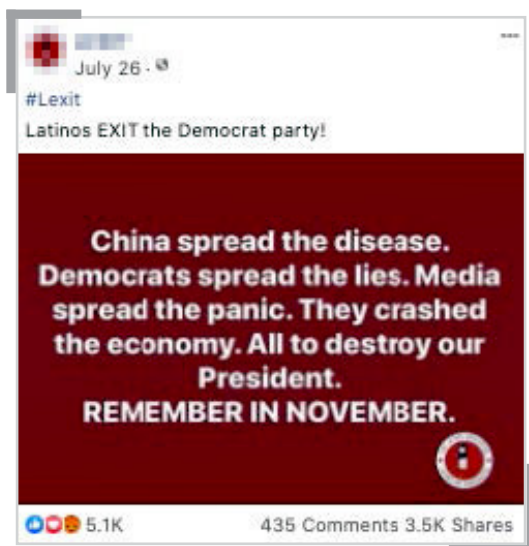 July 26 ·
#Lexit
Latinos EXIT the Democrat party!
China spread the disease.
Democrats spread the lies. Media
spread the panic. They crashed
the economy. All to destroy our
President.
REMEMBER IN NOVEMBER.
5.1K
435 Comments 3.5K Shares